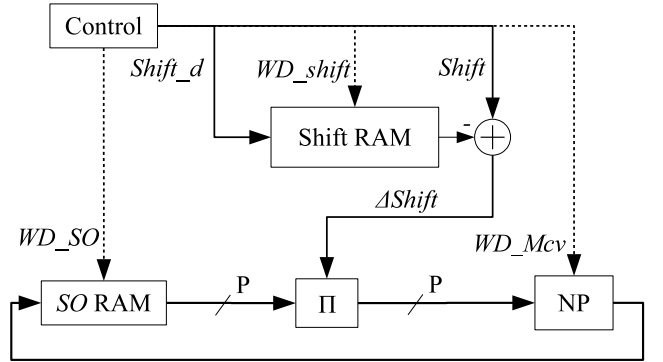 Control
Shift_d
WD_shift
Shift
Shift RAM
-
+
ΔShift
WD_SO
WD_Mcv
SO RAM
P
Π
P
NP